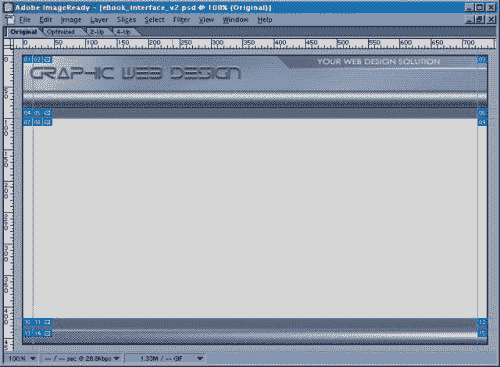 Adobe ImageReady - [eBook_interface_v2 psd @ 100% (Original)]
File Edit Image Layer Slices Select Filter View Window Help
Original Optimized 2-Up 4-Up
0 50 100 150 200 250 300 350 400 450 500 550 600 650 700
01 02 03
YOUR WEB DESIGN SOLUTION
GRAPHIC WEB DESIGN
04 05 06
07 08 09
10 11 12
13 14 15
100% -- / -- sec @ 28.8Kbps 1.33M / -- GIF